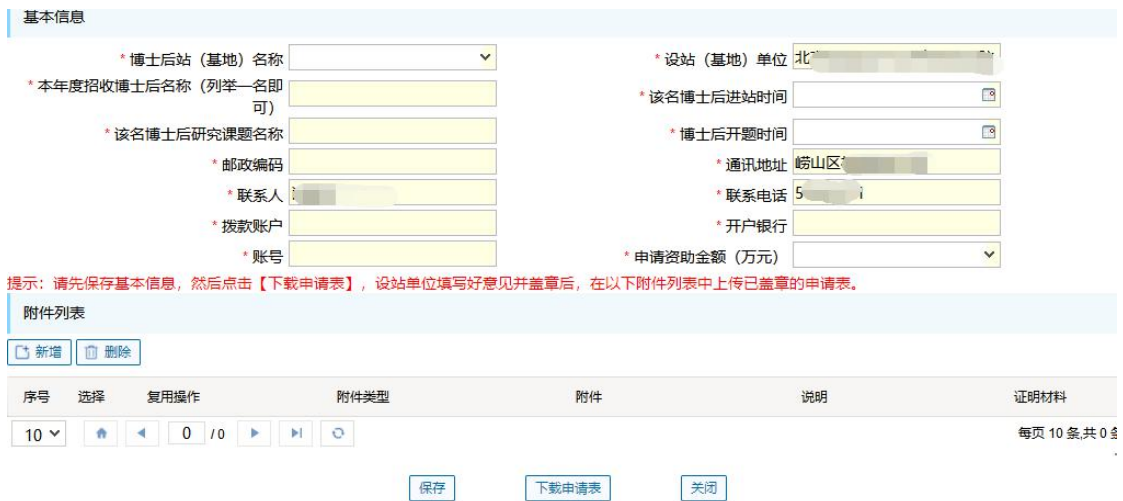 基本信息
* 博士后站（基地）名称
* 设站（基地）单位 北
* 本年度招收博士后名称（列举一名即
可）
* 该名博士后进站时间
* 该名博士后研究课题名称
* 博士后开题时间
* 邮政编码
* 通讯地址 崂山区
* 联系人
* 联系电话 5
* 拨款账户
* 开户银行
* 账号
* 申请资助金额（万元）
提示：请先保存基本信息，然后点击【下载申请表】，设站单位填写好意见并盖章后，在以下附件列表中上传已盖章的申请表。
附件列表
新增 删除
序号 选择 复用操作 附件类型 附件 说明 证明材料
10 0 / 0 每页 10 条,共 0
保存 下载申请表 关闭